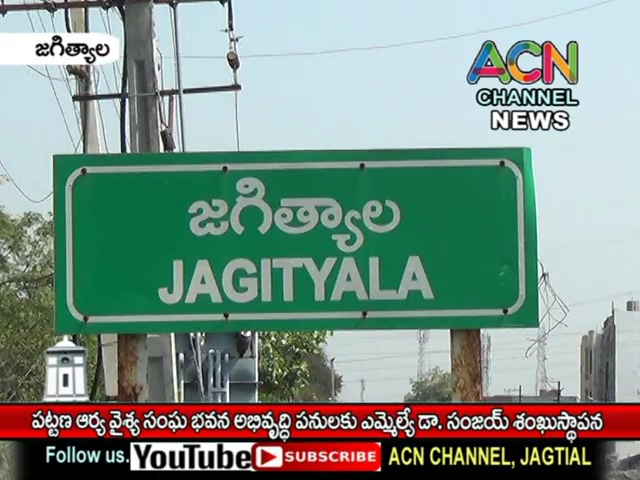 జగిత్యాల
ACN
CHANNEL
NEWS
జగిత్యాల
JAGITYALA
పట్టణ ఆర్య వైశ్య సంఘ భవన అభివృద్ధి పనులకు ఎమ్మెల్యే డా. సంజయ్ శంఖుస్థాపన
Follow us. YouTube SUBSCRIBE ACN CHANNEL, JAGTIAL